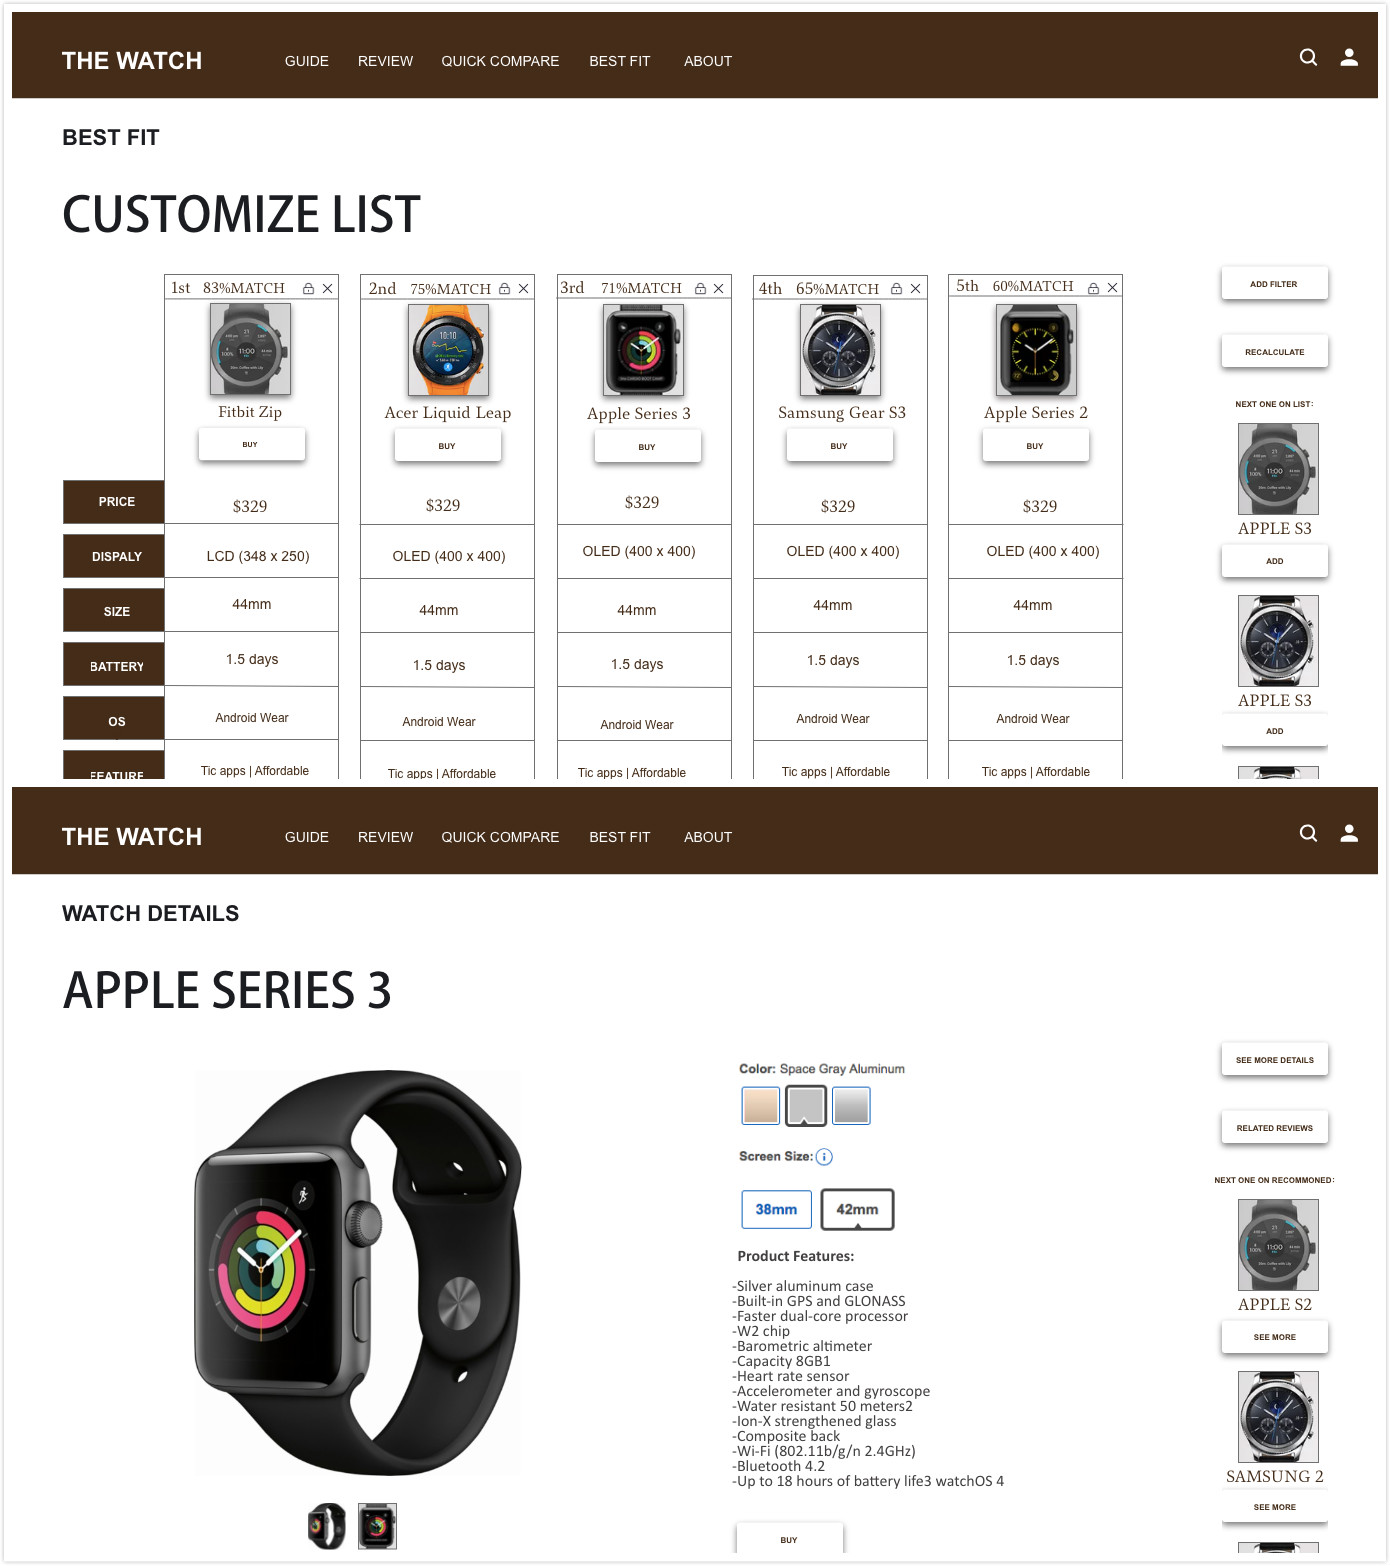 THE WATCH GUIDE REVIEW QUICK COMPARE BEST FIT ABOUT
BEST FIT
CUSTOMIZE LIST
1st 83%MATCH 2nd 75%MATCH 3rd 71%MATCH 4th 65%MATCH 5th 60%MATCH
ADD FILTER
RECALCULATE
NEXT ONE ON LIST:
Fitbit Zip Acer Liquid Leap Apple Series 3 Samsung Gear S3 Apple Series 2
BUY BUY BUY BUY BUY
PRICE $329 $329 $329 $329 $329
APPLE S3
DISPALY LCD (348 x 250) OLED (400 x 400) OLED (400 x 400) OLED (400 x 400) OLED (400 x 400)
ADD
SIZE 44mm 44mm 44mm 44mm 44mm
BATTERY 1.5 days 1.5 days 1.5 days 1.5 days 1.5 days
APPLE S3
OS Android Wear Android Wear Android Wear Android Wear Android Wear
ADD
FEATURE Tic apps | Affordable Tic apps | Affordable Tic apps | Affordable Tic apps | Affordable Tic apps | Affordable
THE WATCH GUIDE REVIEW QUICK COMPARE BEST FIT ABOUT
WATCH DETAILS
APPLE SERIES 3
Color: Space Gray Aluminum
Screen Size:
38mm 42mm
Product Features:
-Silver aluminum case
-Built-in GPS and GLONASS
-Faster dual-core processor
-W2 chip
-Barometric altimeter
-Capacity 8GB1
-Heart rate sensor
-Accelerometer and gyroscope
-Water resistant 50 meters2
-Ion-X strengthened glass
-Composite back
-Wi-Fi (802.11b/g/n 2.4GHz)
-Bluetooth 4.2
-Up to 18 hours of battery life3 watchOS 4
BUY
SEE MORE DETAILS
RELATED REVIEWS
NEXT ONE ON RECOMMONED:
APPLE S2
SEE MORE
SAMSUNG 2
SEE MORE